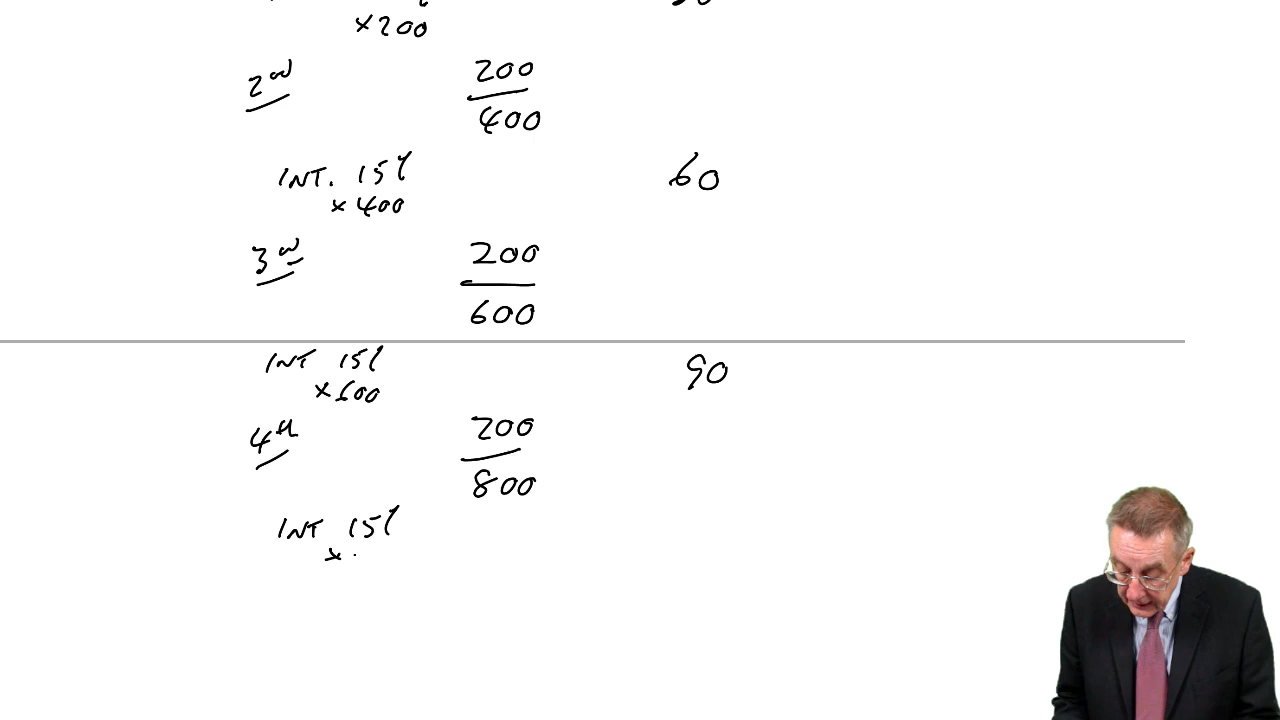 ×200
2nd 200
400
INT. 15% 60
× 400
3rd 200
600
INT 15% 90
× 600
4th 200
800
INT 15%
×